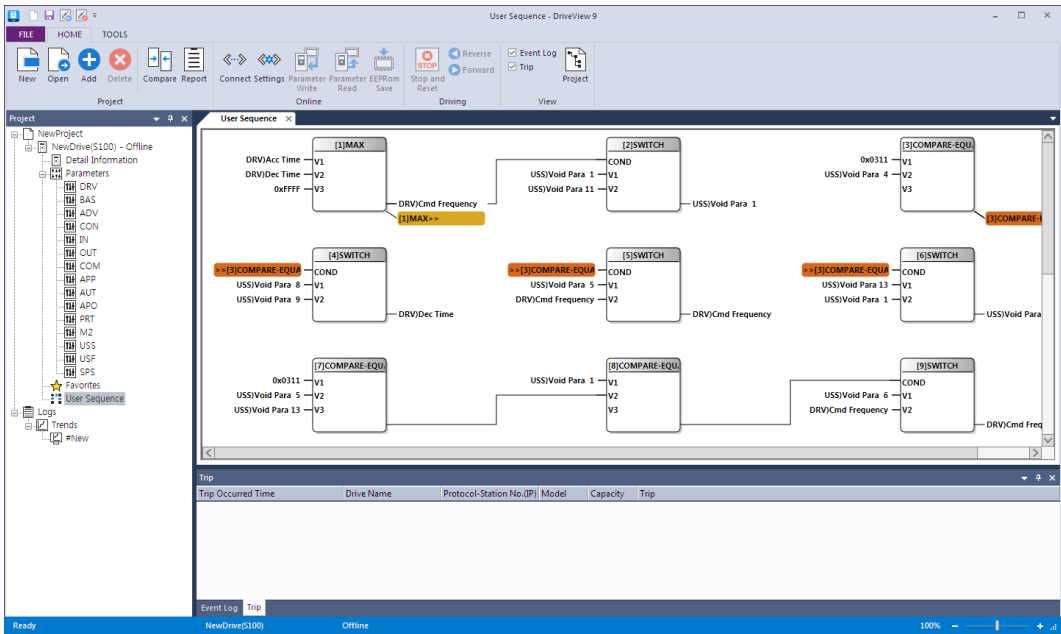 User Sequence - DriveView 9
FILE HOME TOOLS
New Open Add Delete Compare Report
Project
Connect Settings Parameter Write Parameter Read EEPRom Save
Online
STOP
Stop and Reset
Reverse
Forward
Driving
Event Log
Trip
Project
View
Project
NewProject
NewDrive(S100) - Offline
Detail Information
Parameters
DRV
BAS
ADV
CON
IN
OUT
COM
APP
AUT
APO
PRT
M2
USS
USF
SPS
Favorites
User Sequence
Logs
Trends
#New
User Sequence
[1]MAX
DRV)Acc Time V1
DRV)Dec Time V2
0xFFFF V3
DRV)Cmd Frequency
[1]MAX>>
[2]SWITCH
COND
USS)Void Para 1 V1
USS)Void Para 11 V2
USS)Void Para 1
[3]COMPARE-EQU.
0x0311 V1
USS)Void Para 4 V2
V3
[3]COMPARE-E
[4]SWITCH
>>[3]COMPARE-EQUA COND
USS)Void Para 8 V1
USS)Void Para 9 V2
DRV)Dec Time
[5]SWITCH
>>[3]COMPARE-EQUA COND
USS)Void Para 5 V1
DRV)Cmd Frequency V2
DRV)Cmd Frequency
[6]SWITCH
>>[3]COMPARE-EQUA COND
USS)Void Para 13 V1
USS)Void Para 1 V2
USS)Void Para
[7]COMPARE-EQU.
0x0311 V1
USS)Void Para 5 V2
USS)Void Para 13 V3
[8]COMPARE-EQU.
USS)Void Para 1 V1
V2
V3
[9]SWITCH
COND
USS)Void Para 6 V1
DRV)Cmd Frequency V2
DRV)Cmd Freq
Trip
Trip Occurred Time Drive Name Protocol-Station No.(IP) Model Capacity Trip
Event Log Trip
Ready NewDrive(S100) Offline 100%